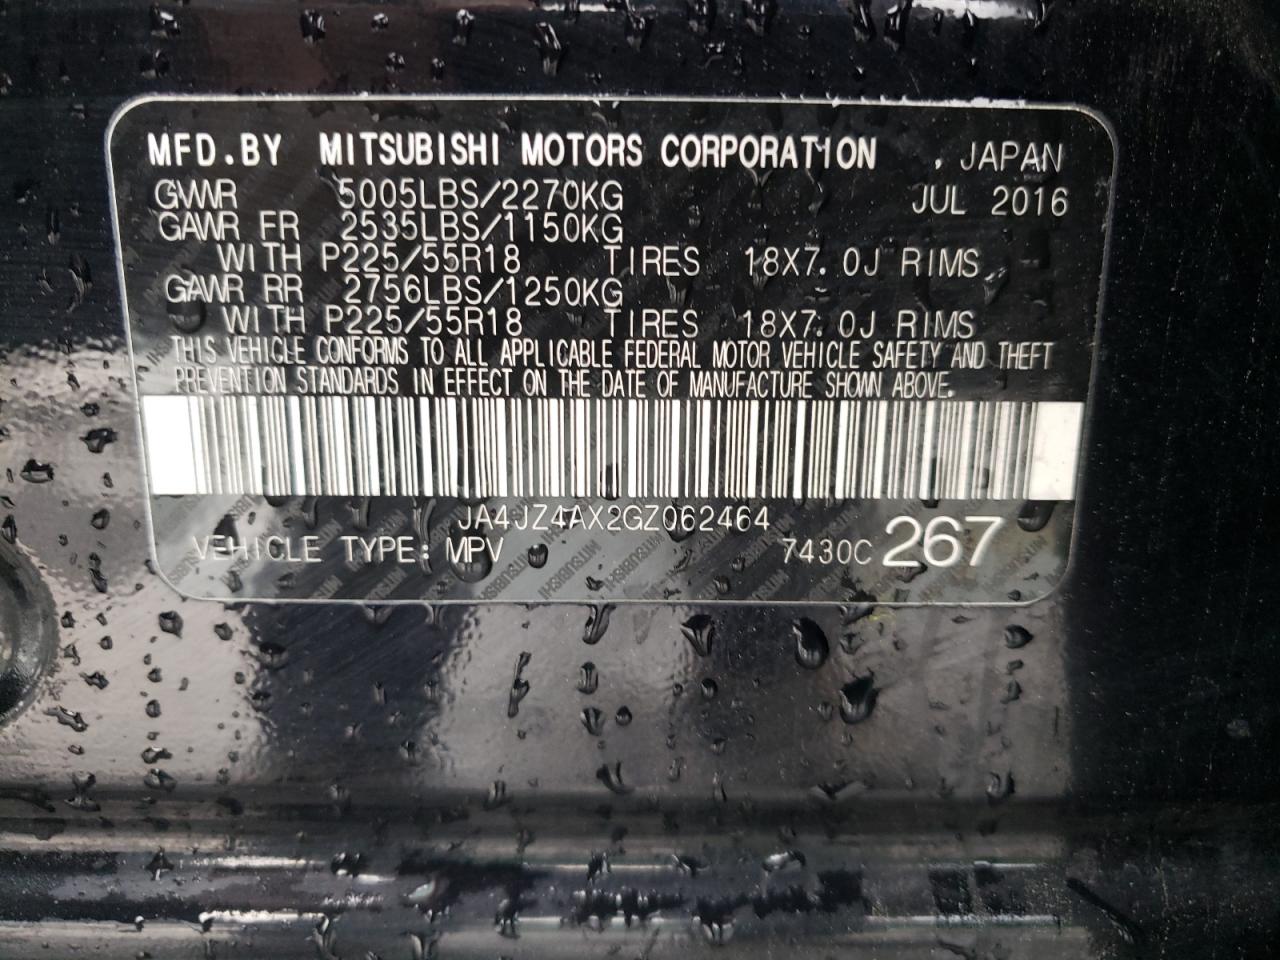 MFD.BY MITSUBISHI MOTORS CORPORATION , JAPAN
GVWR 5005LBS/2270KG JUL 2016
GAWR FR 2535LBS/1150KG
WITH P225/55R18 TIRES 18X7.0J RIMS,
GAWR RR 2756LBS/1250KG
WITH P225/55R18 TIRES 18X7.0J RIMS
THIS VEHICLE CONFORMS TO ALL APPLICABLE FEDERAL MOTOR VEHICLE SAFETY AND THEFT
PREVENTION STANDARDS IN EFFECT ON THE DATE OF MANUFACTURE SHOWN ABOVE.
JA4JZ4AX2GZ062464
VEHICLE TYPE: MPV 7430C 267